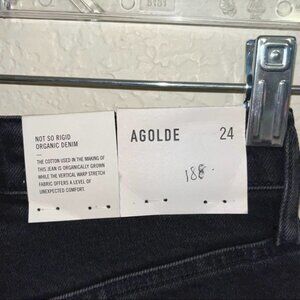 NOT SO RIGID
ORGANIC DENIM
—
THE COTTON USED IN THE MAKING OF
THIS JEAN IS ORGANICALLY GROWN
WHILE THE VERTICAL WARP STRETCH
FABRIC OFFERS A LEVEL OF
UNEXPECTED COMFORT.
AGOLDE 24
188